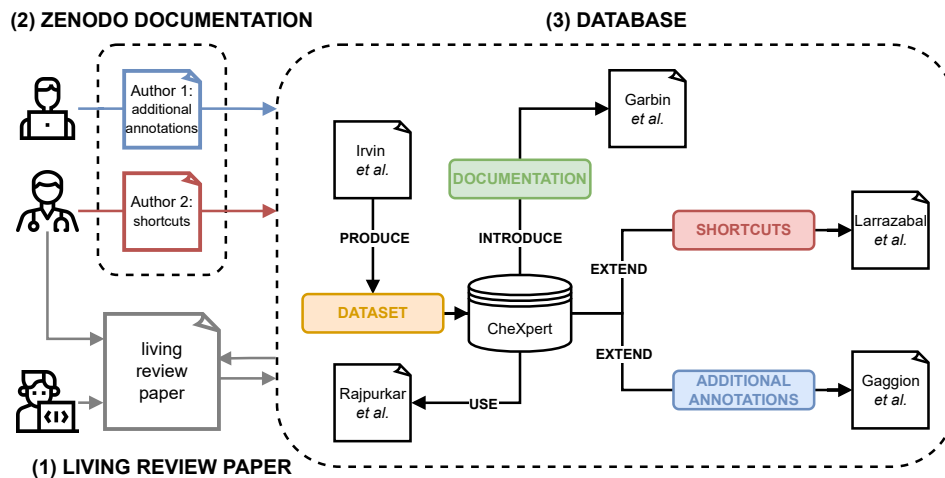 (2) ZENODO DOCUMENTATION
(3) DATABASE
Author 1:
additional
annotations
Author 2:
shortcuts
living
review
paper
(1) LIVING REVIEW PAPER
Irvin
et al.
Garbin
et al.
DOCUMENTATION
PRODUCE
INTRODUCE
SHORTCUTS
Larrazabal
et al.
EXTEND
DATASET
CheXpert
EXTEND
Rajpurkar
et al.
USE
ADDITIONAL
ANNOTATIONS
Gaggion
et al.